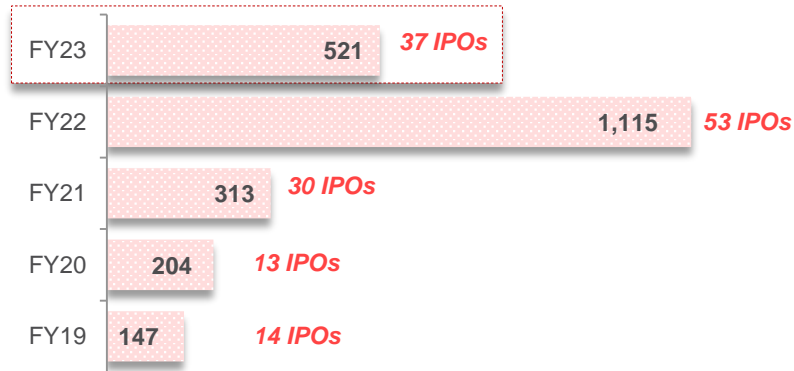 FY23 521 37 IPOs
FY22 1,115 53 IPOs
FY21 313 30 IPOs
FY20 204 13 IPOs
FY19 147 14 IPOs